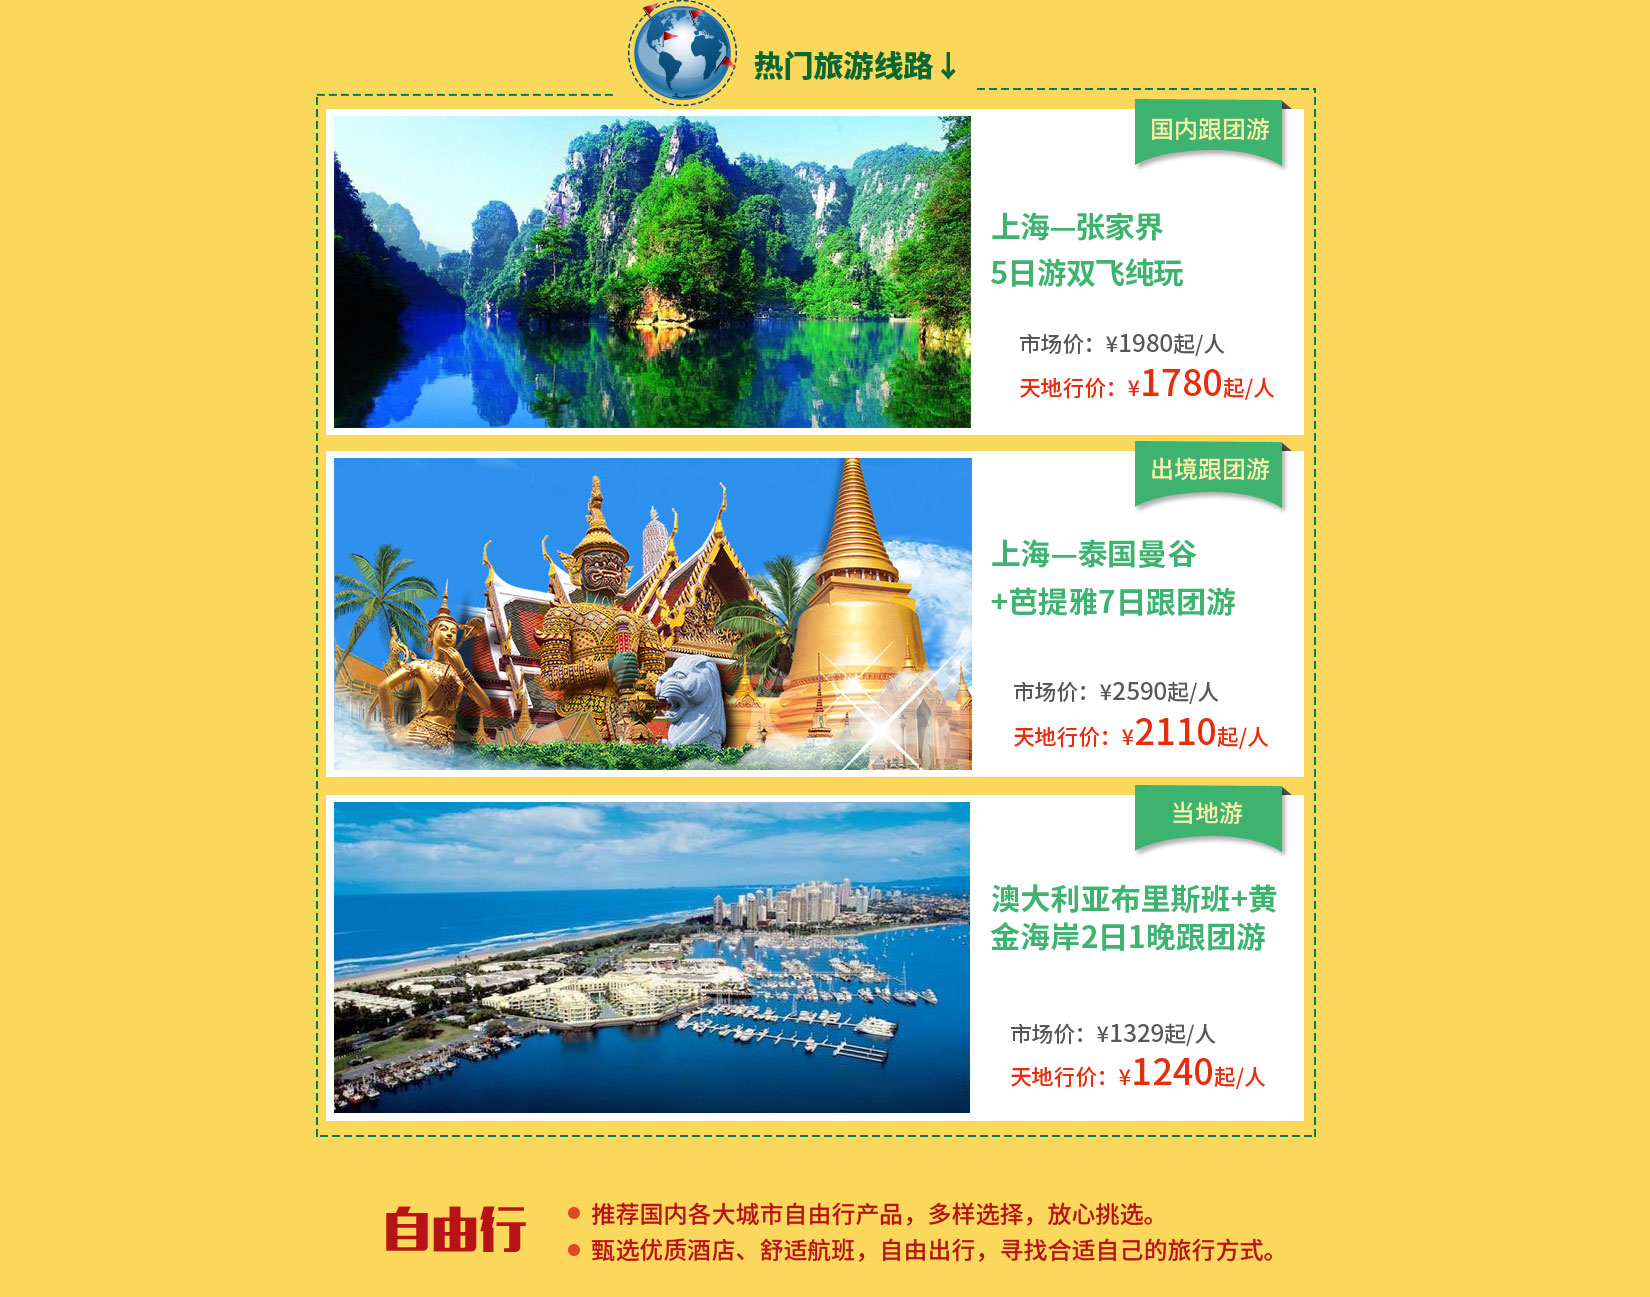 热门旅游线路↓
国内跟团游
上海—张家界
5日游双飞纯玩
市场价：¥1980起/人
天地行价：¥1780起/人
出境跟团游
上海—泰国曼谷
+芭提雅7日跟团游
市场价：¥2590起/人
天地行价：¥2110起/人
当地游
澳大利亚布里斯班+黄
金海岸2日1晚跟团游
市场价：¥1329起/人
天地行价：¥1240起/人
自由行
● 推荐国内各大城市自由行产品，多样选择，放心挑选。
● 甄选优质酒店、舒适航班，自由出行，寻找合适自己的旅行方式。